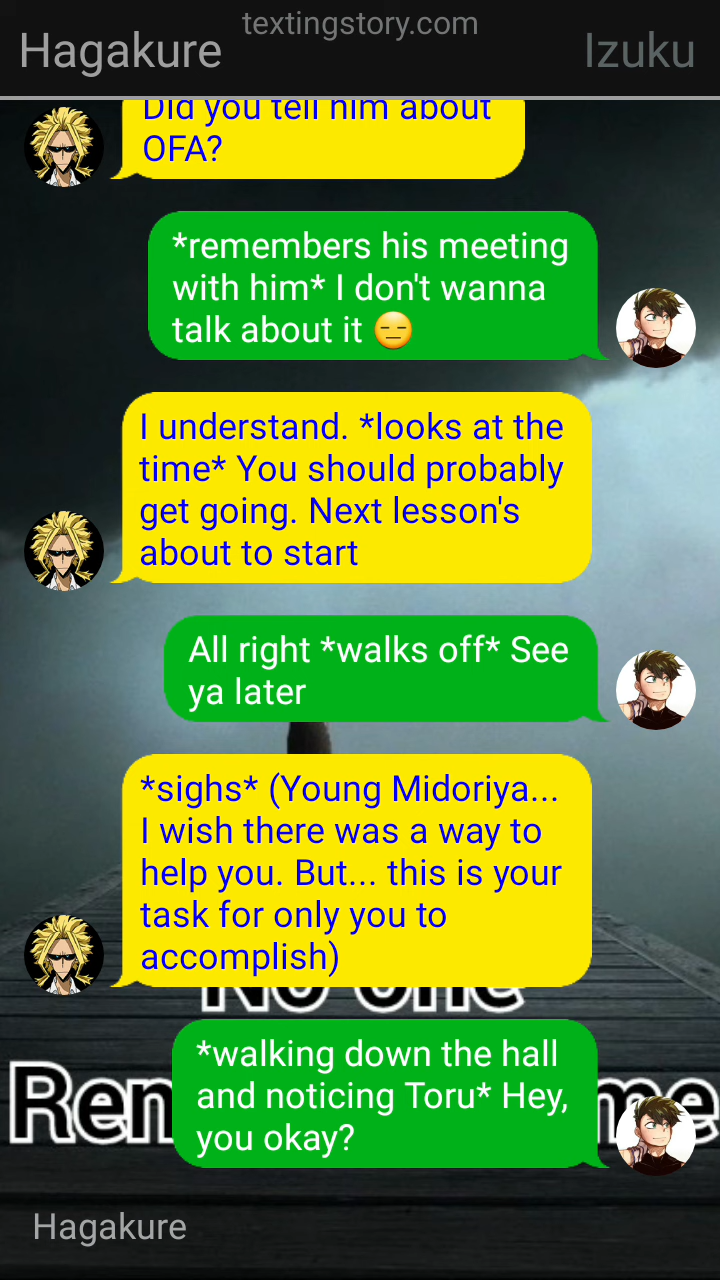 textingstory.com
Hagakure
Izuku
Did you tell him about
OFA?
*remembers his meeting
with him* I don't wanna
talk about it 😑
I understand. *looks at the
time* You should probably
get going. Next lesson's
about to start
All right *walks off* See
ya later
*sighs* (Young Midoriya...
I wish there was a way to
help you. But... this is your
task for only you to
accomplish)
No one
*walking down the hall
and noticing Toru* Hey,
you okay?
me
Hagakure